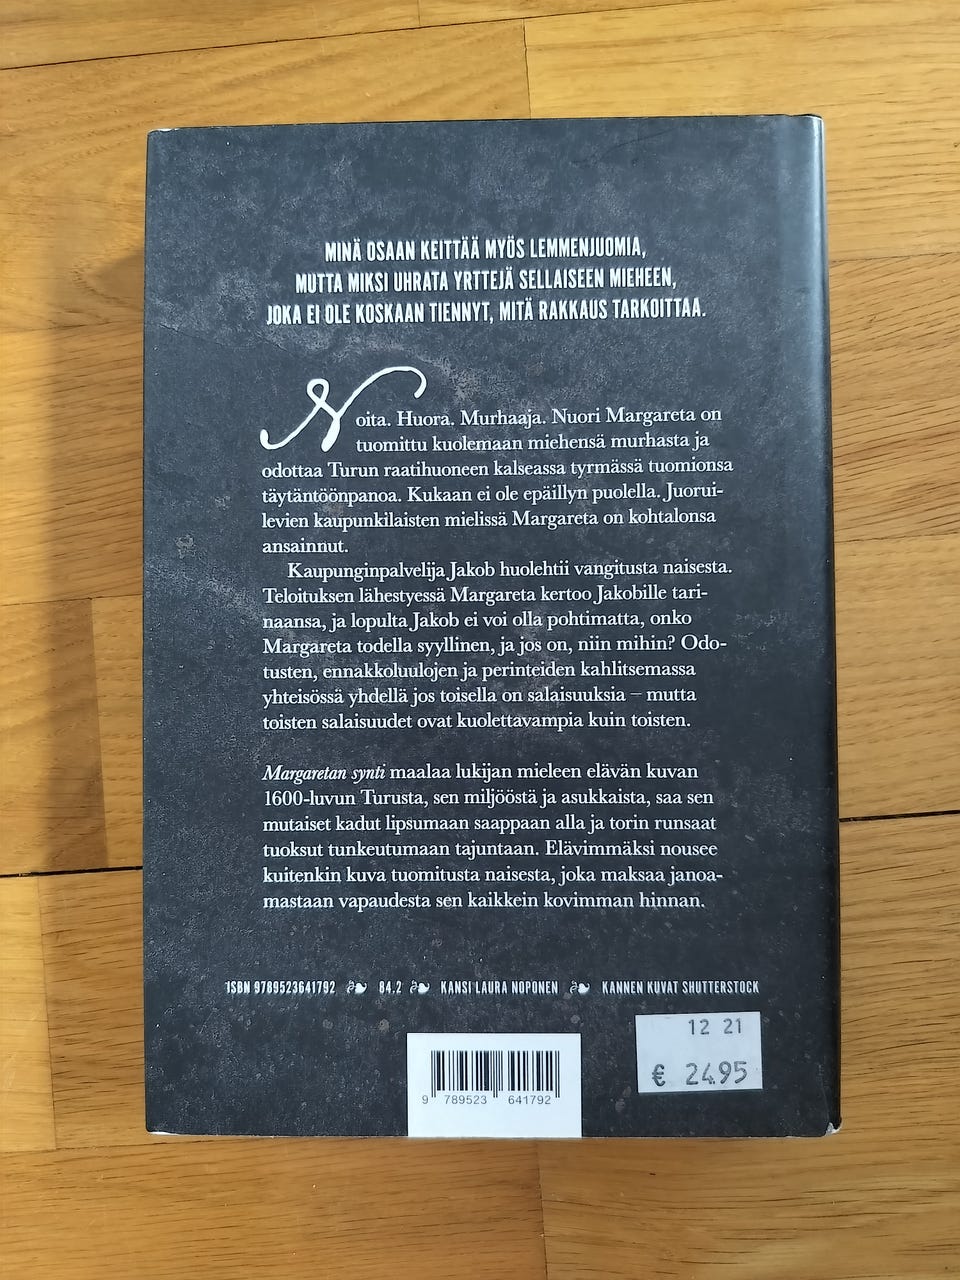 MINÄ OSAAN KEITTÄÄ MYÖS LEMMENJUOMIA,
MUTTA MIKSI UHRATA YRTTEJÄ SELLAISEEN MIEHEEN,
JOKA EI OLE KOSKAAN TIENNYT, MITÄ RAKKAUS TARKOITTAA.
Noita. Huora. Murhaaja. Nuori Margareta on
tuomittu kuolemaan miehensä murhasta ja
odottaa Turun raatihuoneen kalseassa tyrmässä tuomionsa
täytäntöönpanoa. Kukaan ei ole epäillyn puolella. Juorui-
levien kaupunkilaisten mielissä Margareta on kohtalonsa
ansainnut.
Kaupunginpalvelija Jakob huolehtii vangitusta naisesta.
Teloituksen lähestyessä Margareta kertoo Jakobille tari-
naansa, ja lopulta Jakob ei voi olla pohtimatta, onko
Margareta todella syyllinen, ja jos on, niin mihin? Odo-
tusten, ennakkoluulojen ja perinteiden kahlitsemassa
yhteisössä yhdellä jos toisella on salaisuuksia – mutta
toisten salaisuudet ovat kuolettavampia kuin toisten.
Margaretan synti maalaa lukijan mieleen elävän kuvan
1600-luvun Turusta, sen miljööstä ja asukkaista, saa sen
mutaiset kadut lipsumaan saappaan alla ja torin runsaat
tuoksut tunkeutumaan tajuntaan. Elävimmäksi nousee
kuitenkin kuva tuomitusta naisesta, joka maksaa janoa-
mastaan vapaudesta sen kaikkein kovimman hinnan.
ISBN 9789523641792 84.2 KANSI LAURA NOPONEN KANNEN KUVAT SHUTTERSTOCK
12 21
€ 24.95
9 789523 641792